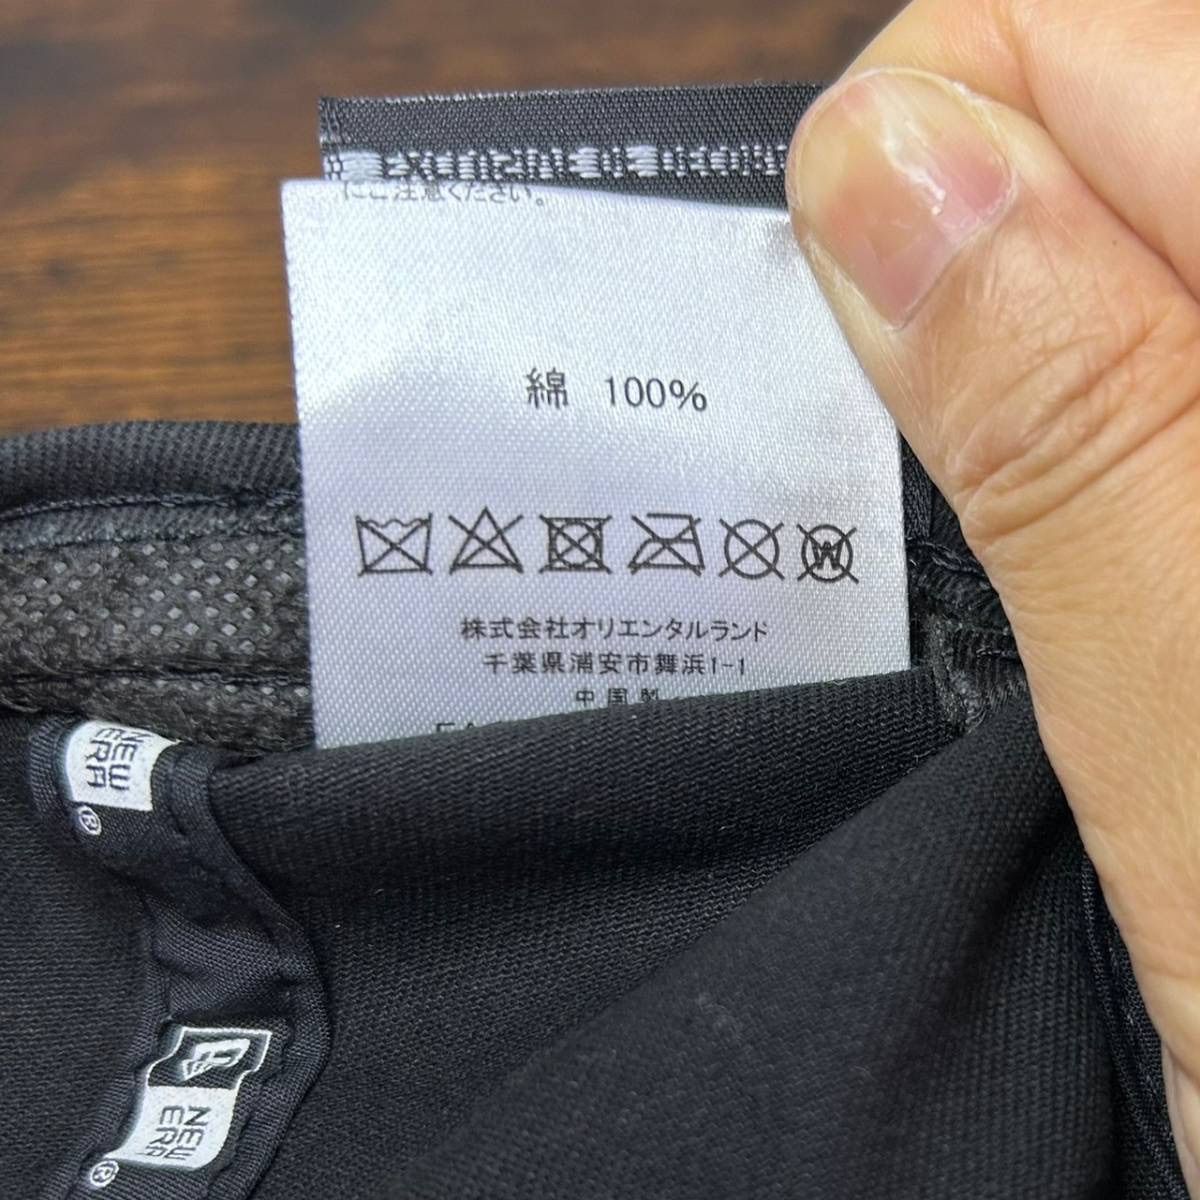 にご注意ください。
綿 100%
W
株式会社オリエンタルランド
千葉県浦安市舞浜1-1
中国製
NEW
ERA
®
NEW
ERA
®